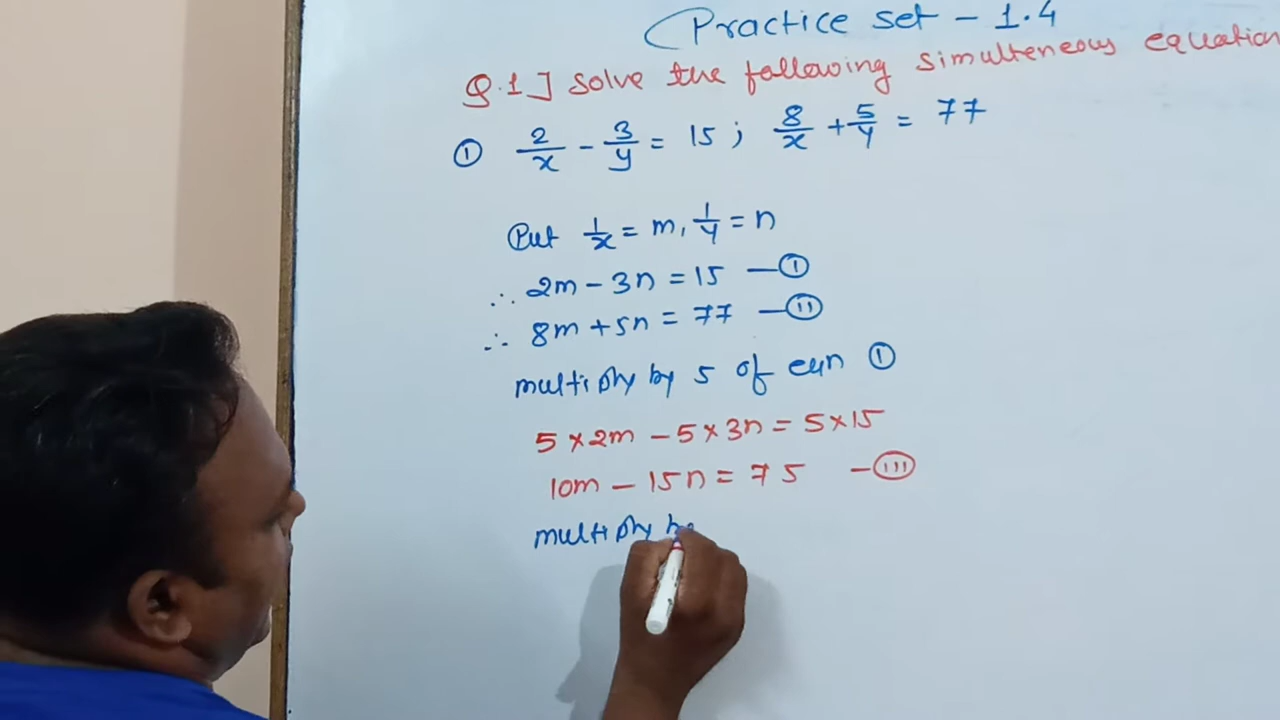 Practice set - 1.4
Q.1] Solve the following simulteneous equation
① 2/x - 3/y = 15 ; 8/x + 5/y = 77
Put 1/x = m, 1/y = n
∴ 2m - 3n = 15 —①
∴ 8m + 5n = 77 —⑪
multiply by 5 of eqn ①
5 × 2m - 5 × 3n = 5 × 15
10m - 15n = 75 —(111)
multiply by